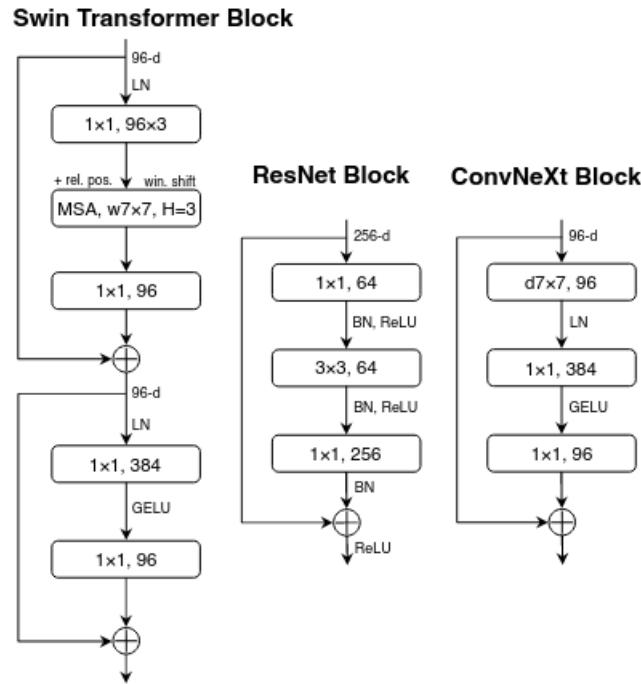 Swin Transformer Block
96-d
LN
1×1, 96×3
+ rel. pos. win. shift
MSA, w7×7, H=3
1×1, 96
96-d
LN
1×1, 384
GELU
1×1, 96
ResNet Block
256-d
1×1, 64
BN, ReLU
3×3, 64
BN, ReLU
1×1, 256
BN
ReLU
ConvNeXt Block
96-d
d7×7, 96
LN
1×1, 384
GELU
1×1, 96